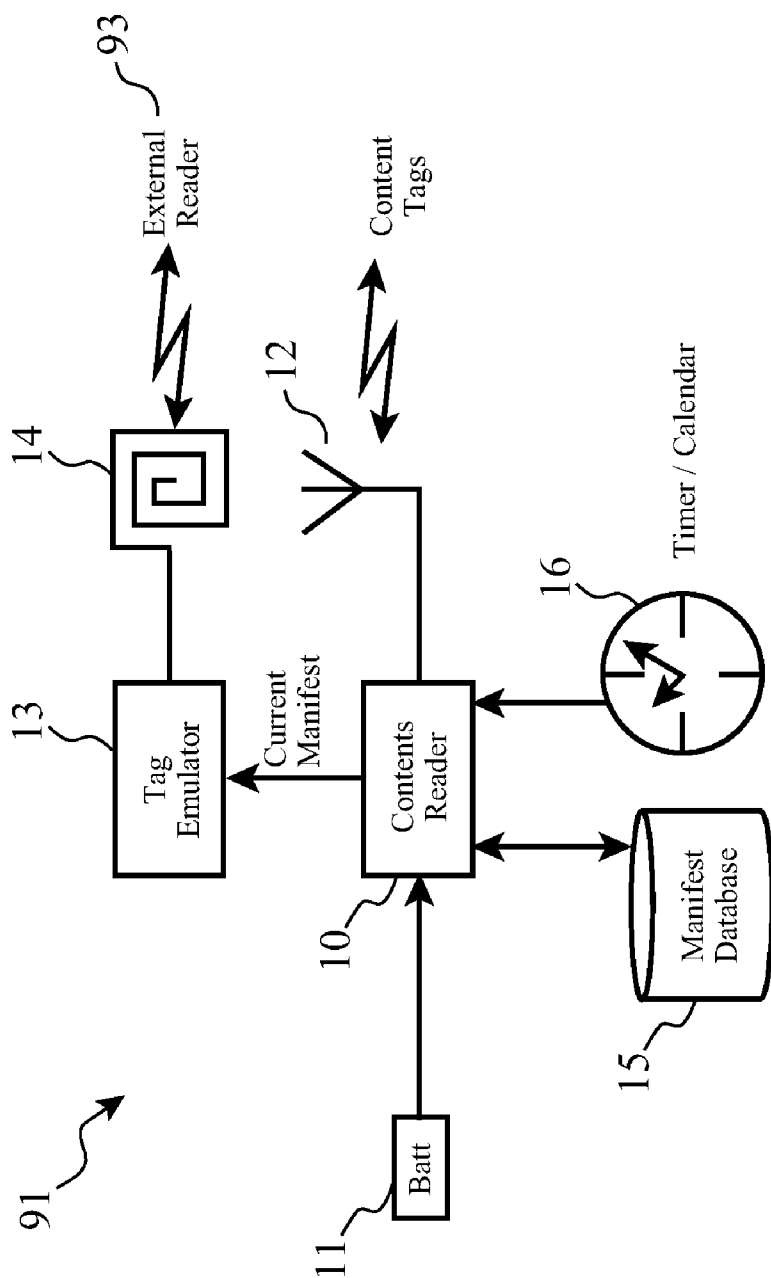 91
13
14
93
Tag
Emulator
External
Reader
Current
Manifest
12
Content
Tags
11
Batt
10
Contents
Reader
15
Manifest
Database
16
Timer / Calendar